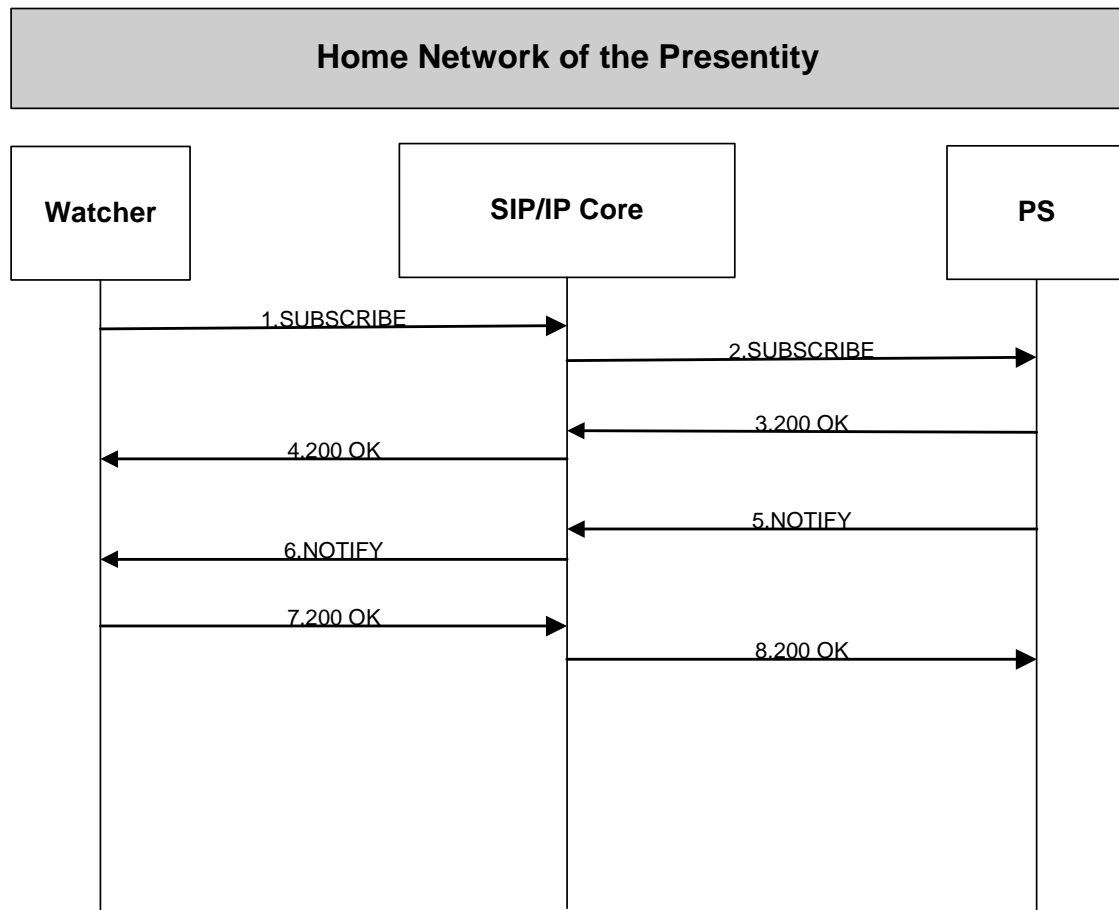 Home Network of the Presentity
Watcher
SIP/IP Core
PS
1.SUBSCRIBE
2.SUBSCRIBE
3.200 OK
4.200 OK
5.NOTIFY
6.NOTIFY
7.200 OK
8.200 OK